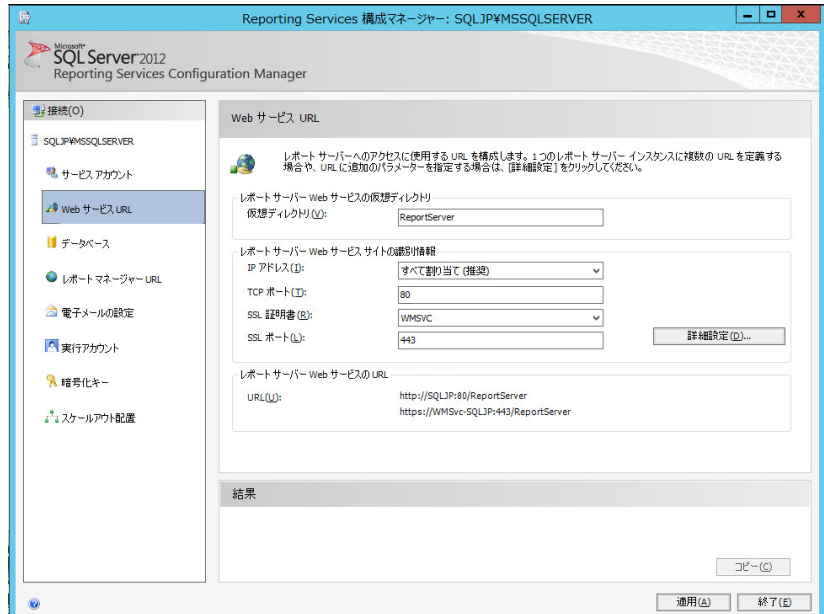 Reporting Services 構成マネージャー: SQLJP¥MSSQLSERVER
Microsoft
SQL Server 2012
Reporting Services Configuration Manager
接続(O)
SQLJP¥MSSQLSERVER
サービス アカウント
Web サービス URL
データベース
レポート マネージャー URL
電子メールの設定
実行アカウント
暗号化キー
スケールアウト配置
Web サービス URL
レポート サーバーへのアクセスに使用する URL を構成します。1つのレポート サーバー インスタンスに複数の URL を定義する
場合や、URL に追加のパラメーターを指定する場合は、[詳細設定] をクリックしてください。
レポート サーバー Web サービスの仮想ディレクトリ
仮想ディレクトリ(V): ReportServer
レポート サーバー Web サービス サイトの識別情報
IP アドレス(I): すべて割り当て (推奨)
TCP ポート(T): 80
SSL 証明書(R): WMSVC
SSL ポート(L): 443
詳細設定(D)...
レポート サーバー Web サービスの URL
URL(U): http://SQLJP:80/ReportServer
https://WMSvc-SQLJP:443/ReportServer
結果
コピー(C)
適用(A) 終了(E)